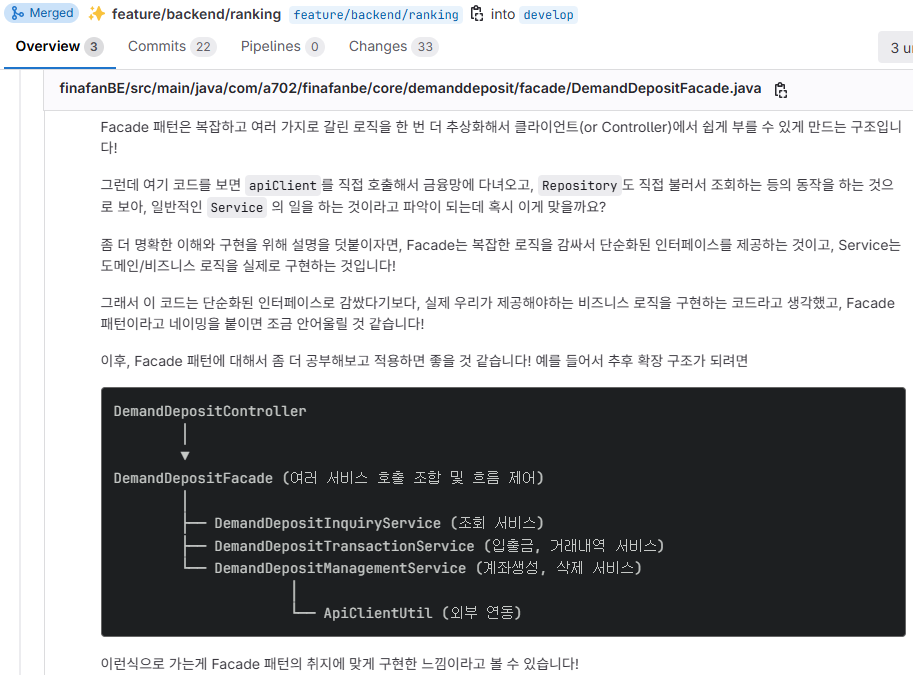 Merged ✨ feature/backend/ranking feature/backend/ranking into develop
Overview 3 Commits 22 Pipelines 0 Changes 33
3 un
finafanBE/src/main/java/com/a702/finafanbe/core/demanddeposit/facade/DemandDepositFacade.java
Facade 패턴은 복잡하고 여러 가지로 갈린 로직을 한 번 더 추상화해서 클라이언트(or Controller)에서 쉽게 부를 수 있게 만드는 구조입니
다!
그런데 여기 코드를 보면 apiClient 를 직접 호출해서 금융망에 다녀오고, Repository 도 직접 불러서 조회하는 등의 동작을 하는 것으
로 보아, 일반적인 Service 의 일을 하는 것이라고 파악이 되는데 혹시 이게 맞을까요?
좀 더 명확한 이해와 구현을 위해 설명을 덧붙이자면, Facade는 복잡한 로직을 감싸서 단순화된 인터페이스를 제공하는 것이고, Service는
도메인/비즈니스 로직을 실제로 구현하는 것입니다!
그래서 이 코드는 단순화된 인터페이스로 감쌌다기보다, 실제 우리가 제공해야하는 비즈니스 로직을 구현하는 코드라고 생각했고, Facade
패턴이라고 네이밍을 붙이면 조금 안어울릴 것 같습니다!
이후, Facade 패턴에 대해서 좀 더 공부해보고 적용하면 좋을 것 같습니다! 예를 들어서 추후 확장 구조가 되려면
DemandDepositController
│
▼
DemandDepositFacade (여러 서비스 호출 조합 및 흐름 제어)
│
├── DemandDepositInquiryService (조회 서비스)
├── DemandDepositTransactionService (입출금, 거래내역 서비스)
└── DemandDepositManagementService (계좌생성, 삭제 서비스)
│
└── ApiClientUtil (외부 연동)
이런식으로 가는게 Facade 패턴의 취지에 맞게 구현한 느낌이라고 볼 수 있습니다!